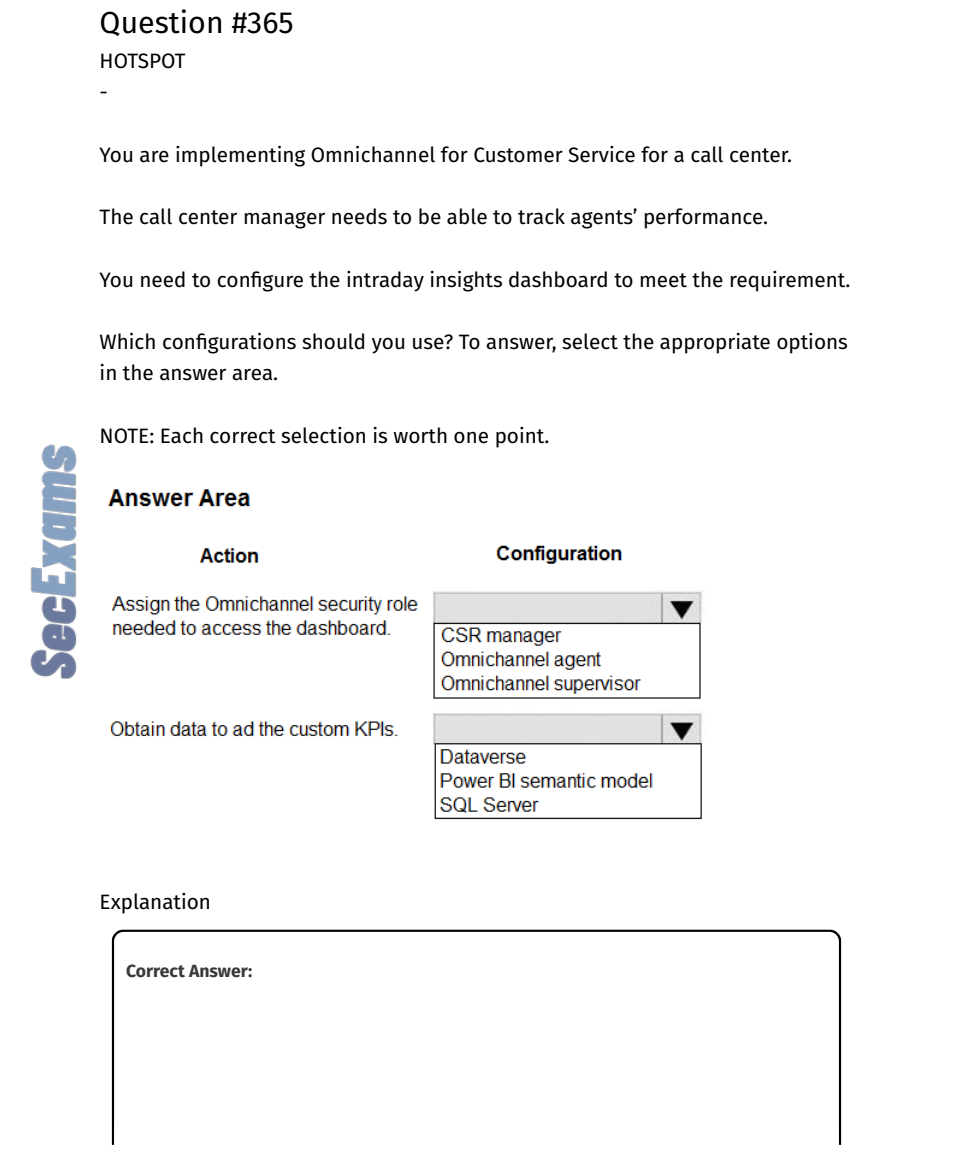 Question #365
HOTSPOT
-
You are implementing Omnichannel for Customer Service for a call center.
The call center manager needs to be able to track agents’ performance.
You need to configure the intraday insights dashboard to meet the requirement.
Which configurations should you use? To answer, select the appropriate options
in the answer area.
NOTE: Each correct selection is worth one point.
SecExams
Answer Area
Action
Configuration
Assign the Omnichannel security role
needed to access the dashboard.
CSR manager
Omnichannel agent
Omnichannel supervisor
Obtain data to ad the custom KPIs.
Dataverse
Power BI semantic model
SQL Server
Explanation
Correct Answer: